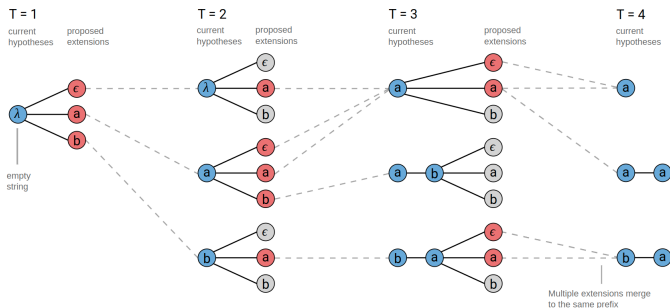 T = 1
T = 2
T = 3
T = 4
current hypotheses
proposed extensions
current hypotheses
proposed extensions
current hypotheses
proposed extensions
current hypotheses
λ
ϵ
a
b
empty string
λ
ϵ
a
b
a
ϵ
a
b
b
ϵ
a
b
a
ϵ
a
b
a b
ϵ
a
b
b a
ϵ
a
b
a
a a
b a
Multiple extensions merge
to the same prefix